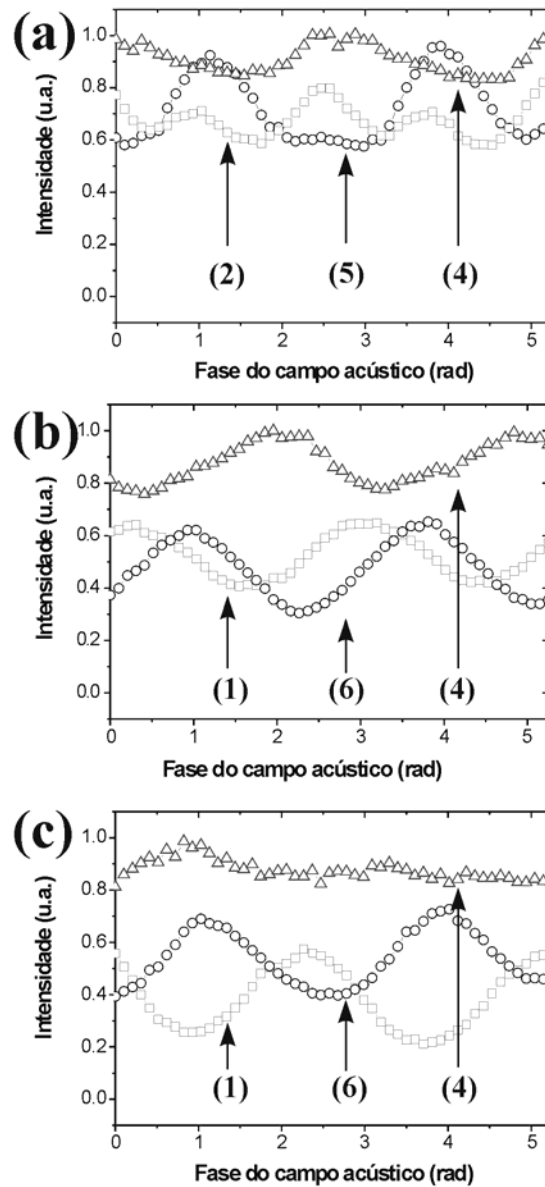 (a)
Intensidade (u.a.)
1.0
0.8
0.6
0.4
0.2
0.0
(2)
(5)
(4)
0 1 2 3 4 5
Fase do campo acústico (rad)
(b)
Intensidade (u.a.)
1.0
0.8
0.6
0.4
0.2
0.0
(1)
(6)
(4)
0 1 2 3 4 5
Fase do campo acústico (rad)
(c)
Intensidade (u.a.)
1.0
0.8
0.6
0.4
0.2
0.0
(1)
(6)
(4)
0 1 2 3 4 5
Fase do campo acústico (rad)